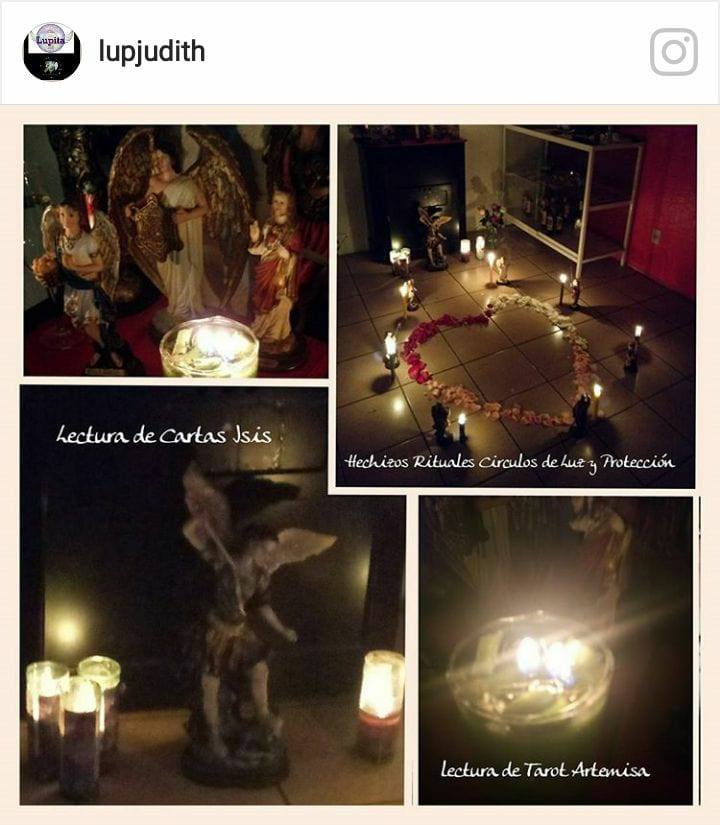 Lupita
lupjudith
Lectura de Cartas Isis
Hechizos Rituales Circulos de Luz y Protección
lectura de Tarot Artemisa